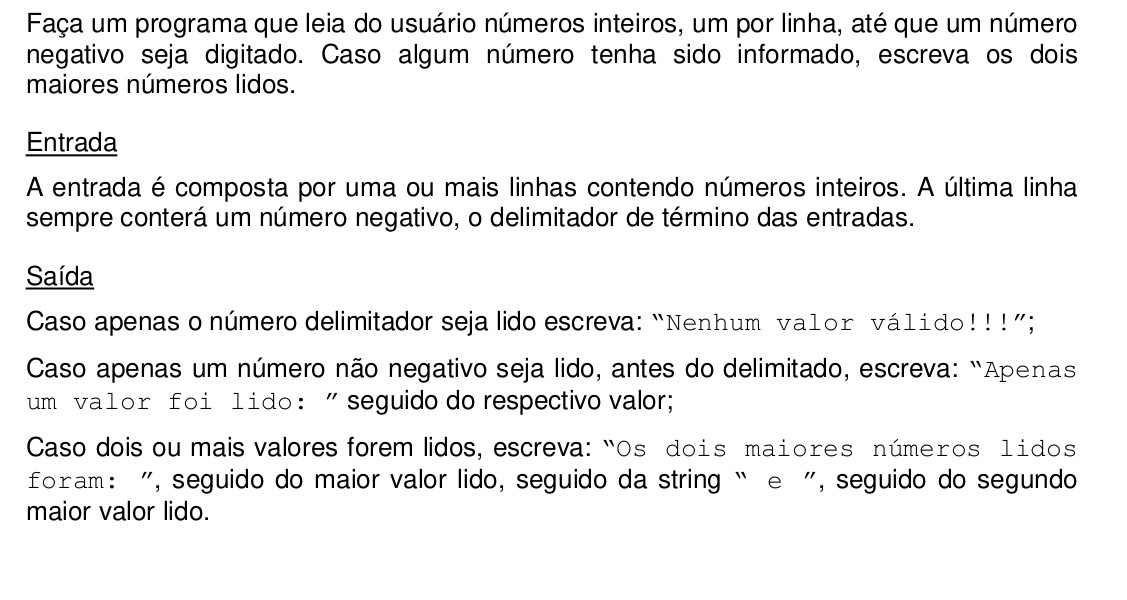 Faça um programa que leia do usuário números inteiros, um por linha, até que um número
negativo seja digitado. Caso algum número tenha sido informado, escreva os dois
maiores números lidos.
Entrada
A entrada é composta por uma ou mais linhas contendo números inteiros. A última linha
sempre conterá um número negativo, o delimitador de término das entradas.
Saída
Caso apenas o número delimitador seja lido escreva: “Nenhum valor válido!!!”;
Caso apenas um número não negativo seja lido, antes do delimitado, escreva: “Apenas
um valor foi lido: ” seguido do respectivo valor;
Caso dois ou mais valores forem lidos, escreva: “Os dois maiores números lidos
foram: ”, seguido do maior valor lido, seguido da string “ e ”, seguido do segundo
maior valor lido.